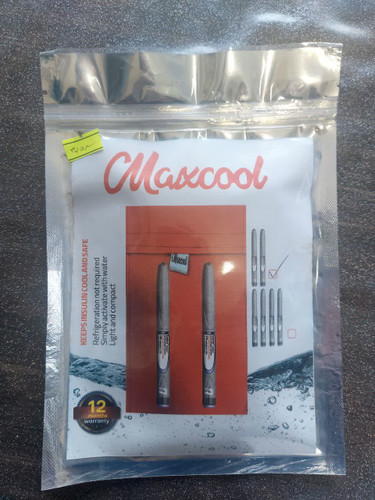 Maxcool
KEEPS INSULIN COOL AND SAFE
Refrigeration not required
Simply activate with water
Light and compact
Maxcool
12
months
warranty